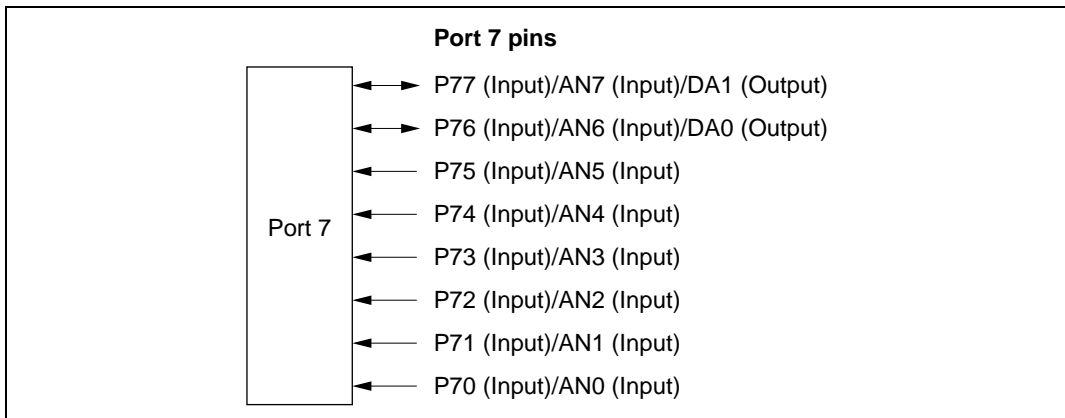 Port 7 pins
P77 (Input)/AN7 (Input)/DA1 (Output)
P76 (Input)/AN6 (Input)/DA0 (Output)
P75 (Input)/AN5 (Input)
P74 (Input)/AN4 (Input)
Port 7
P73 (Input)/AN3 (Input)
P72 (Input)/AN2 (Input)
P71 (Input)/AN1 (Input)
P70 (Input)/AN0 (Input)